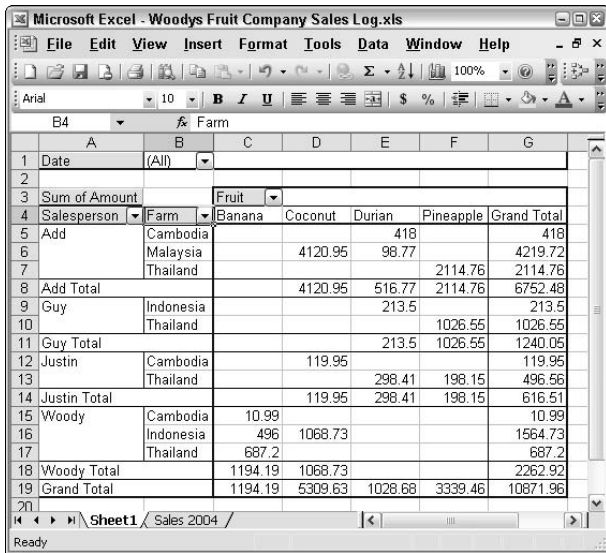 Microsoft Excel - Woodys Fruit Company Sales Log.xls
File Edit View Insert Format Tools Data Window Help
Σ 100%
Arial 10 B I U $ % A
B4 fx Farm
A B C D E F G
1 Date (All)
2
3 Sum of Amount Fruit
4 Salesperson Farm Banana Coconut Durian Pineapple Grand Total
5 Add Cambodia 418 418
6 Malaysia 4120.95 98.77 4219.72
7 Thailand 2114.76 2114.76
8 Add Total 4120.95 516.77 2114.76 6752.48
9 Guy Indonesia 213.5 213.5
10 Thailand 1026.55 1026.55
11 Guy Total 213.5 1026.55 1240.05
12 Justin Cambodia 119.95 119.95
13 Thailand 298.41 198.15 496.56
14 Justin Total 119.95 298.41 198.15 616.51
15 Woody Cambodia 10.99 10.99
16 Indonesia 496 1068.73 1564.73
17 Thailand 687.2 687.2
18 Woody Total 1194.19 1068.73 2262.92
19 Grand Total 1194.19 5309.63 1028.68 3339.46 10871.96
20
Sheet1 Sales 2004
Ready